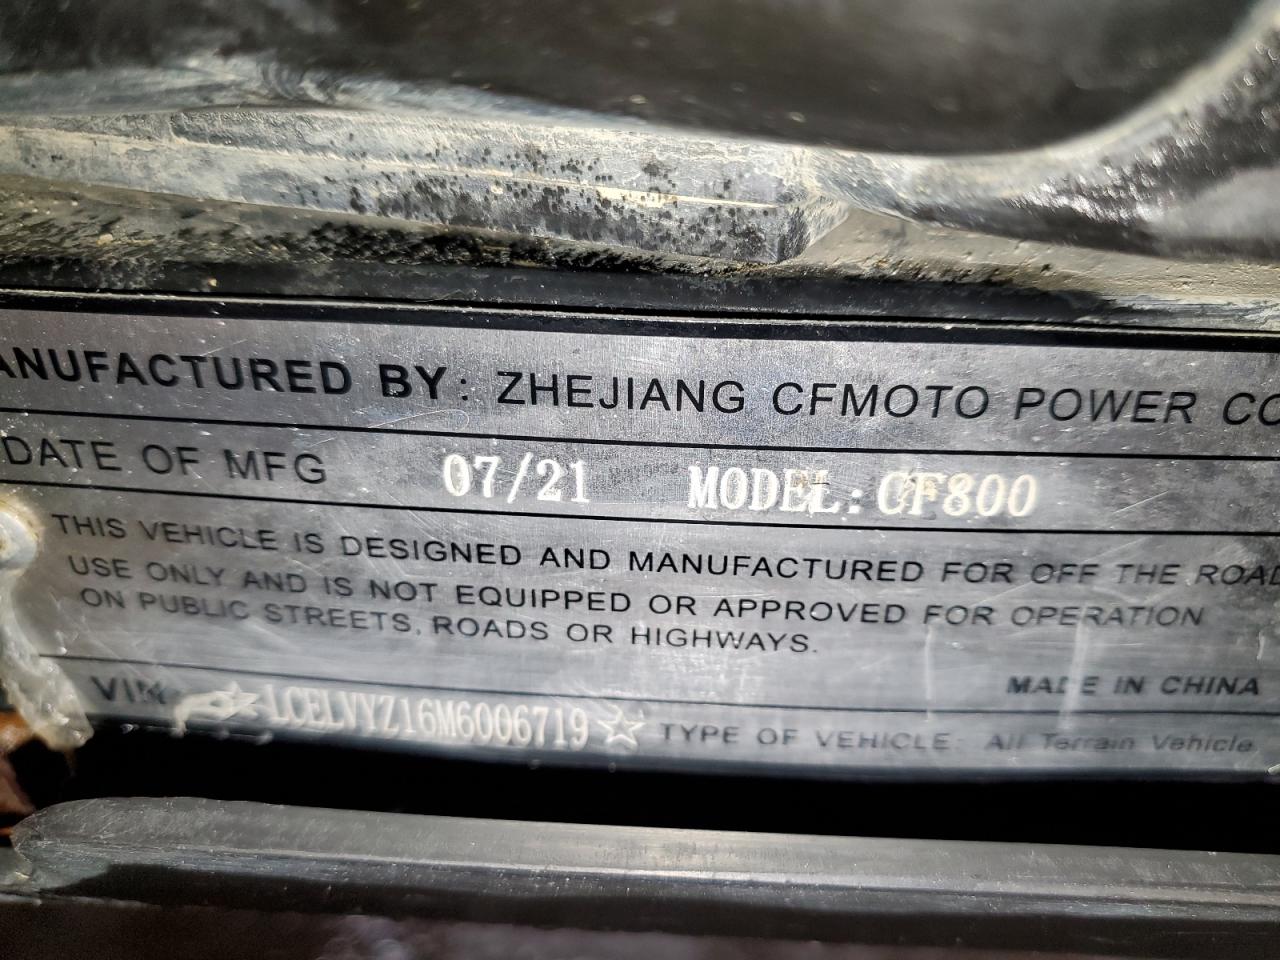 ANUFACTURED BY: ZHEJIANG CFMOTO POWER CO
DATE OF MFG 07/21 MODEL: CF800
THIS VEHICLE IS DESIGNED AND MANUFACTURED FOR OFF THE ROAD
USE ONLY AND IS NOT EQUIPPED OR APPROVED FOR OPERATION
ON PUBLIC STREETS, ROADS OR HIGHWAYS.
MADE IN CHINA
VIN ☆LCELVYZ16M6006719☆ TYPE OF VEHICLE: All Terrain Vehicle